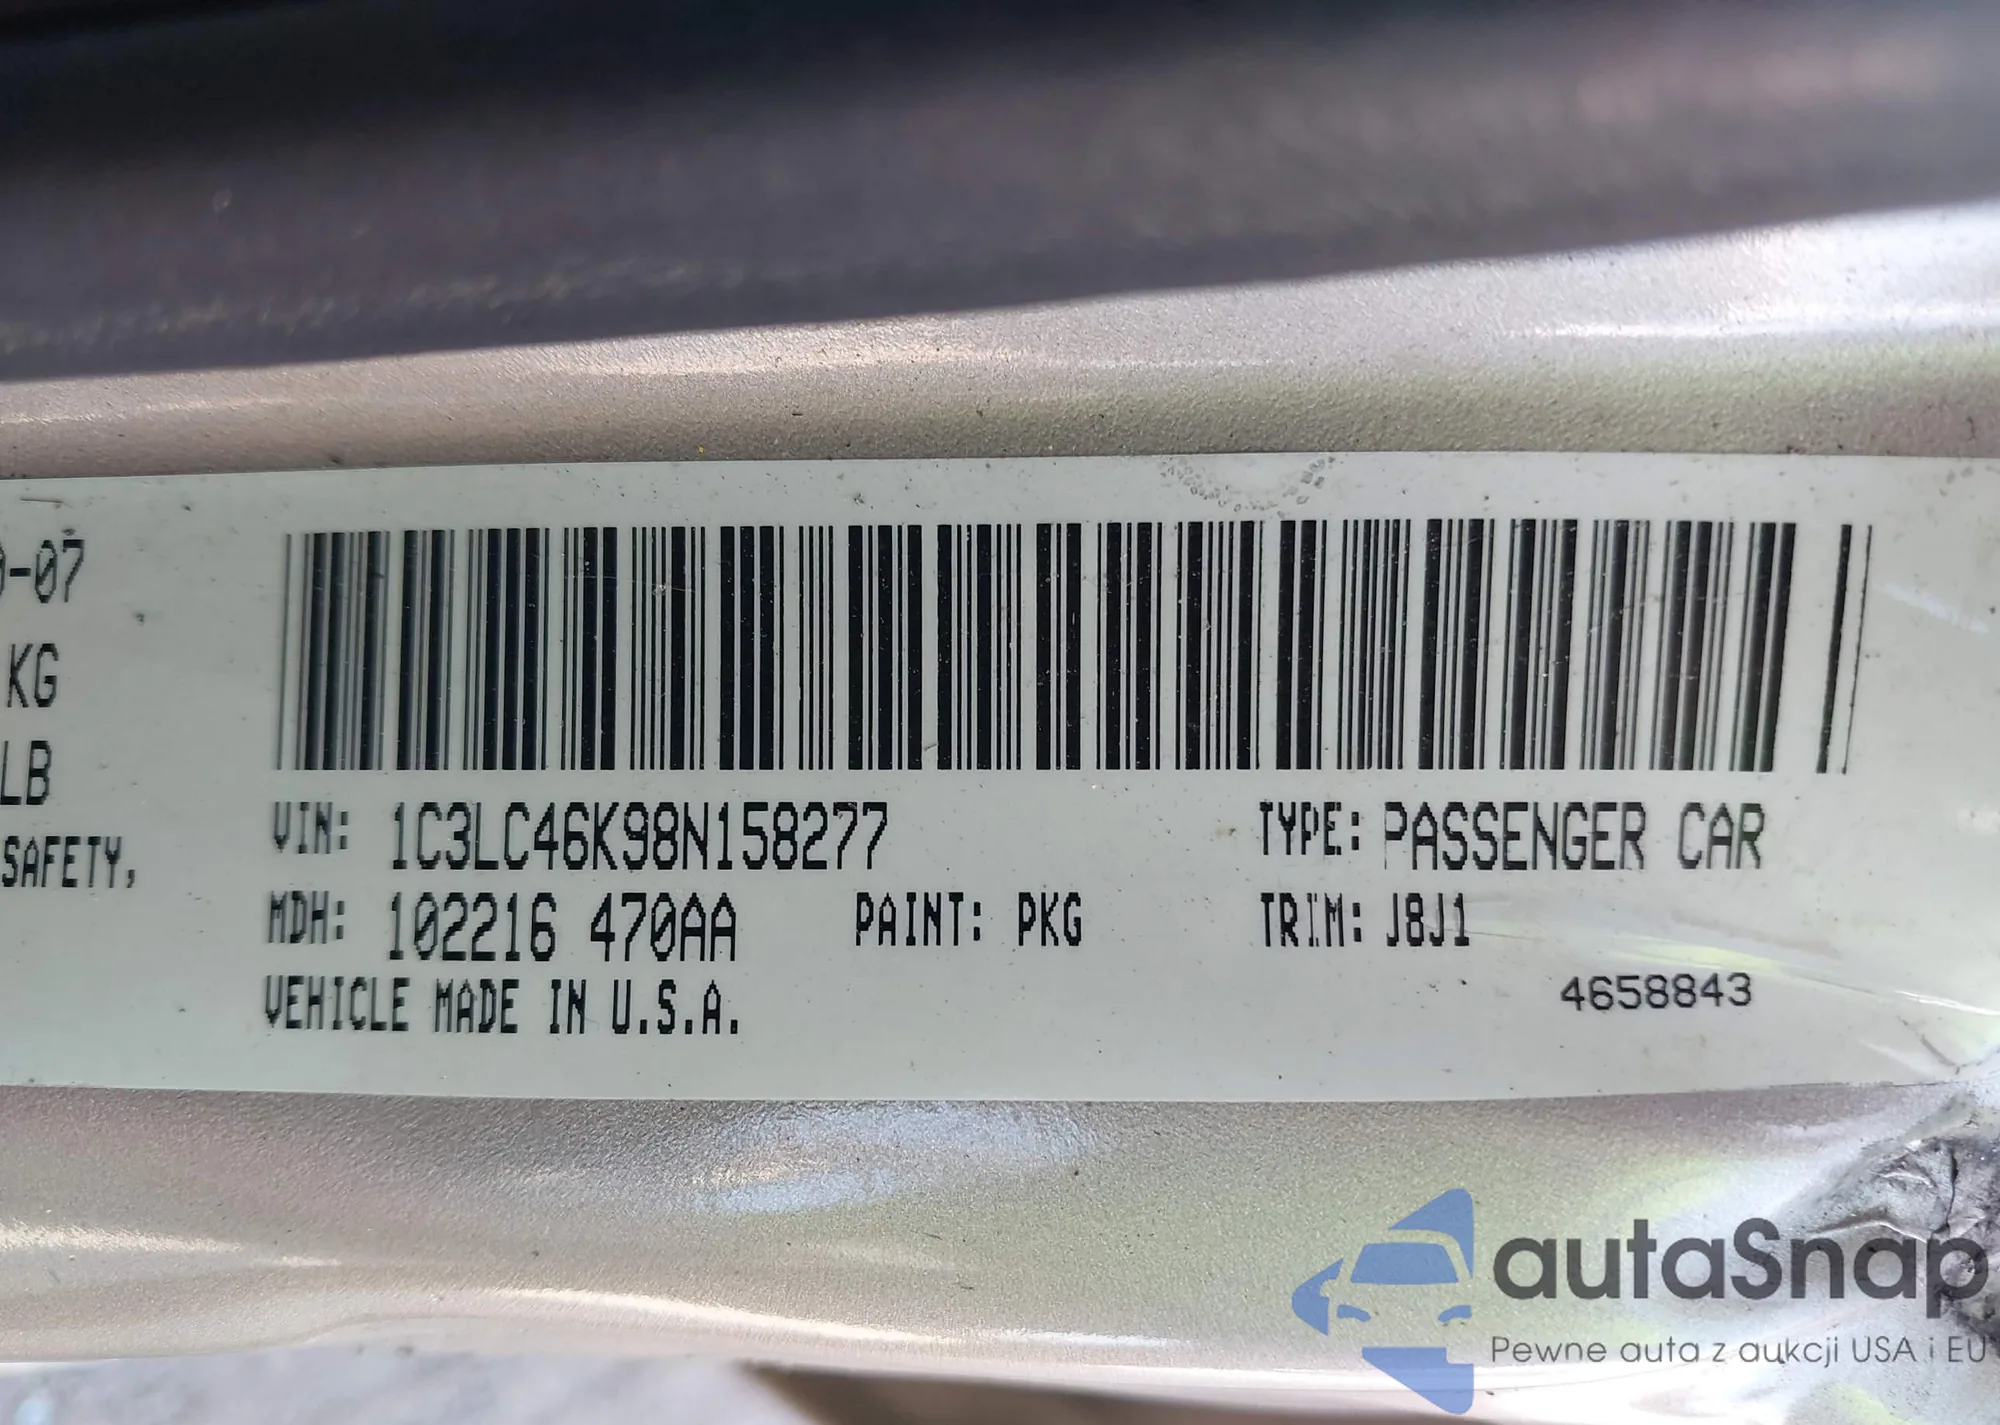 -07
KG
LB
SAFETY,
VIN: 1C3LC46K98N158277
TYPE: PASSENGER CAR
MDH: 102216 470AA
PAINT: PKG
TRIM: J8J1
VEHICLE MADE IN U.S.A.
4658843
autaSnap
Pewne auta z aukcji USA i EU